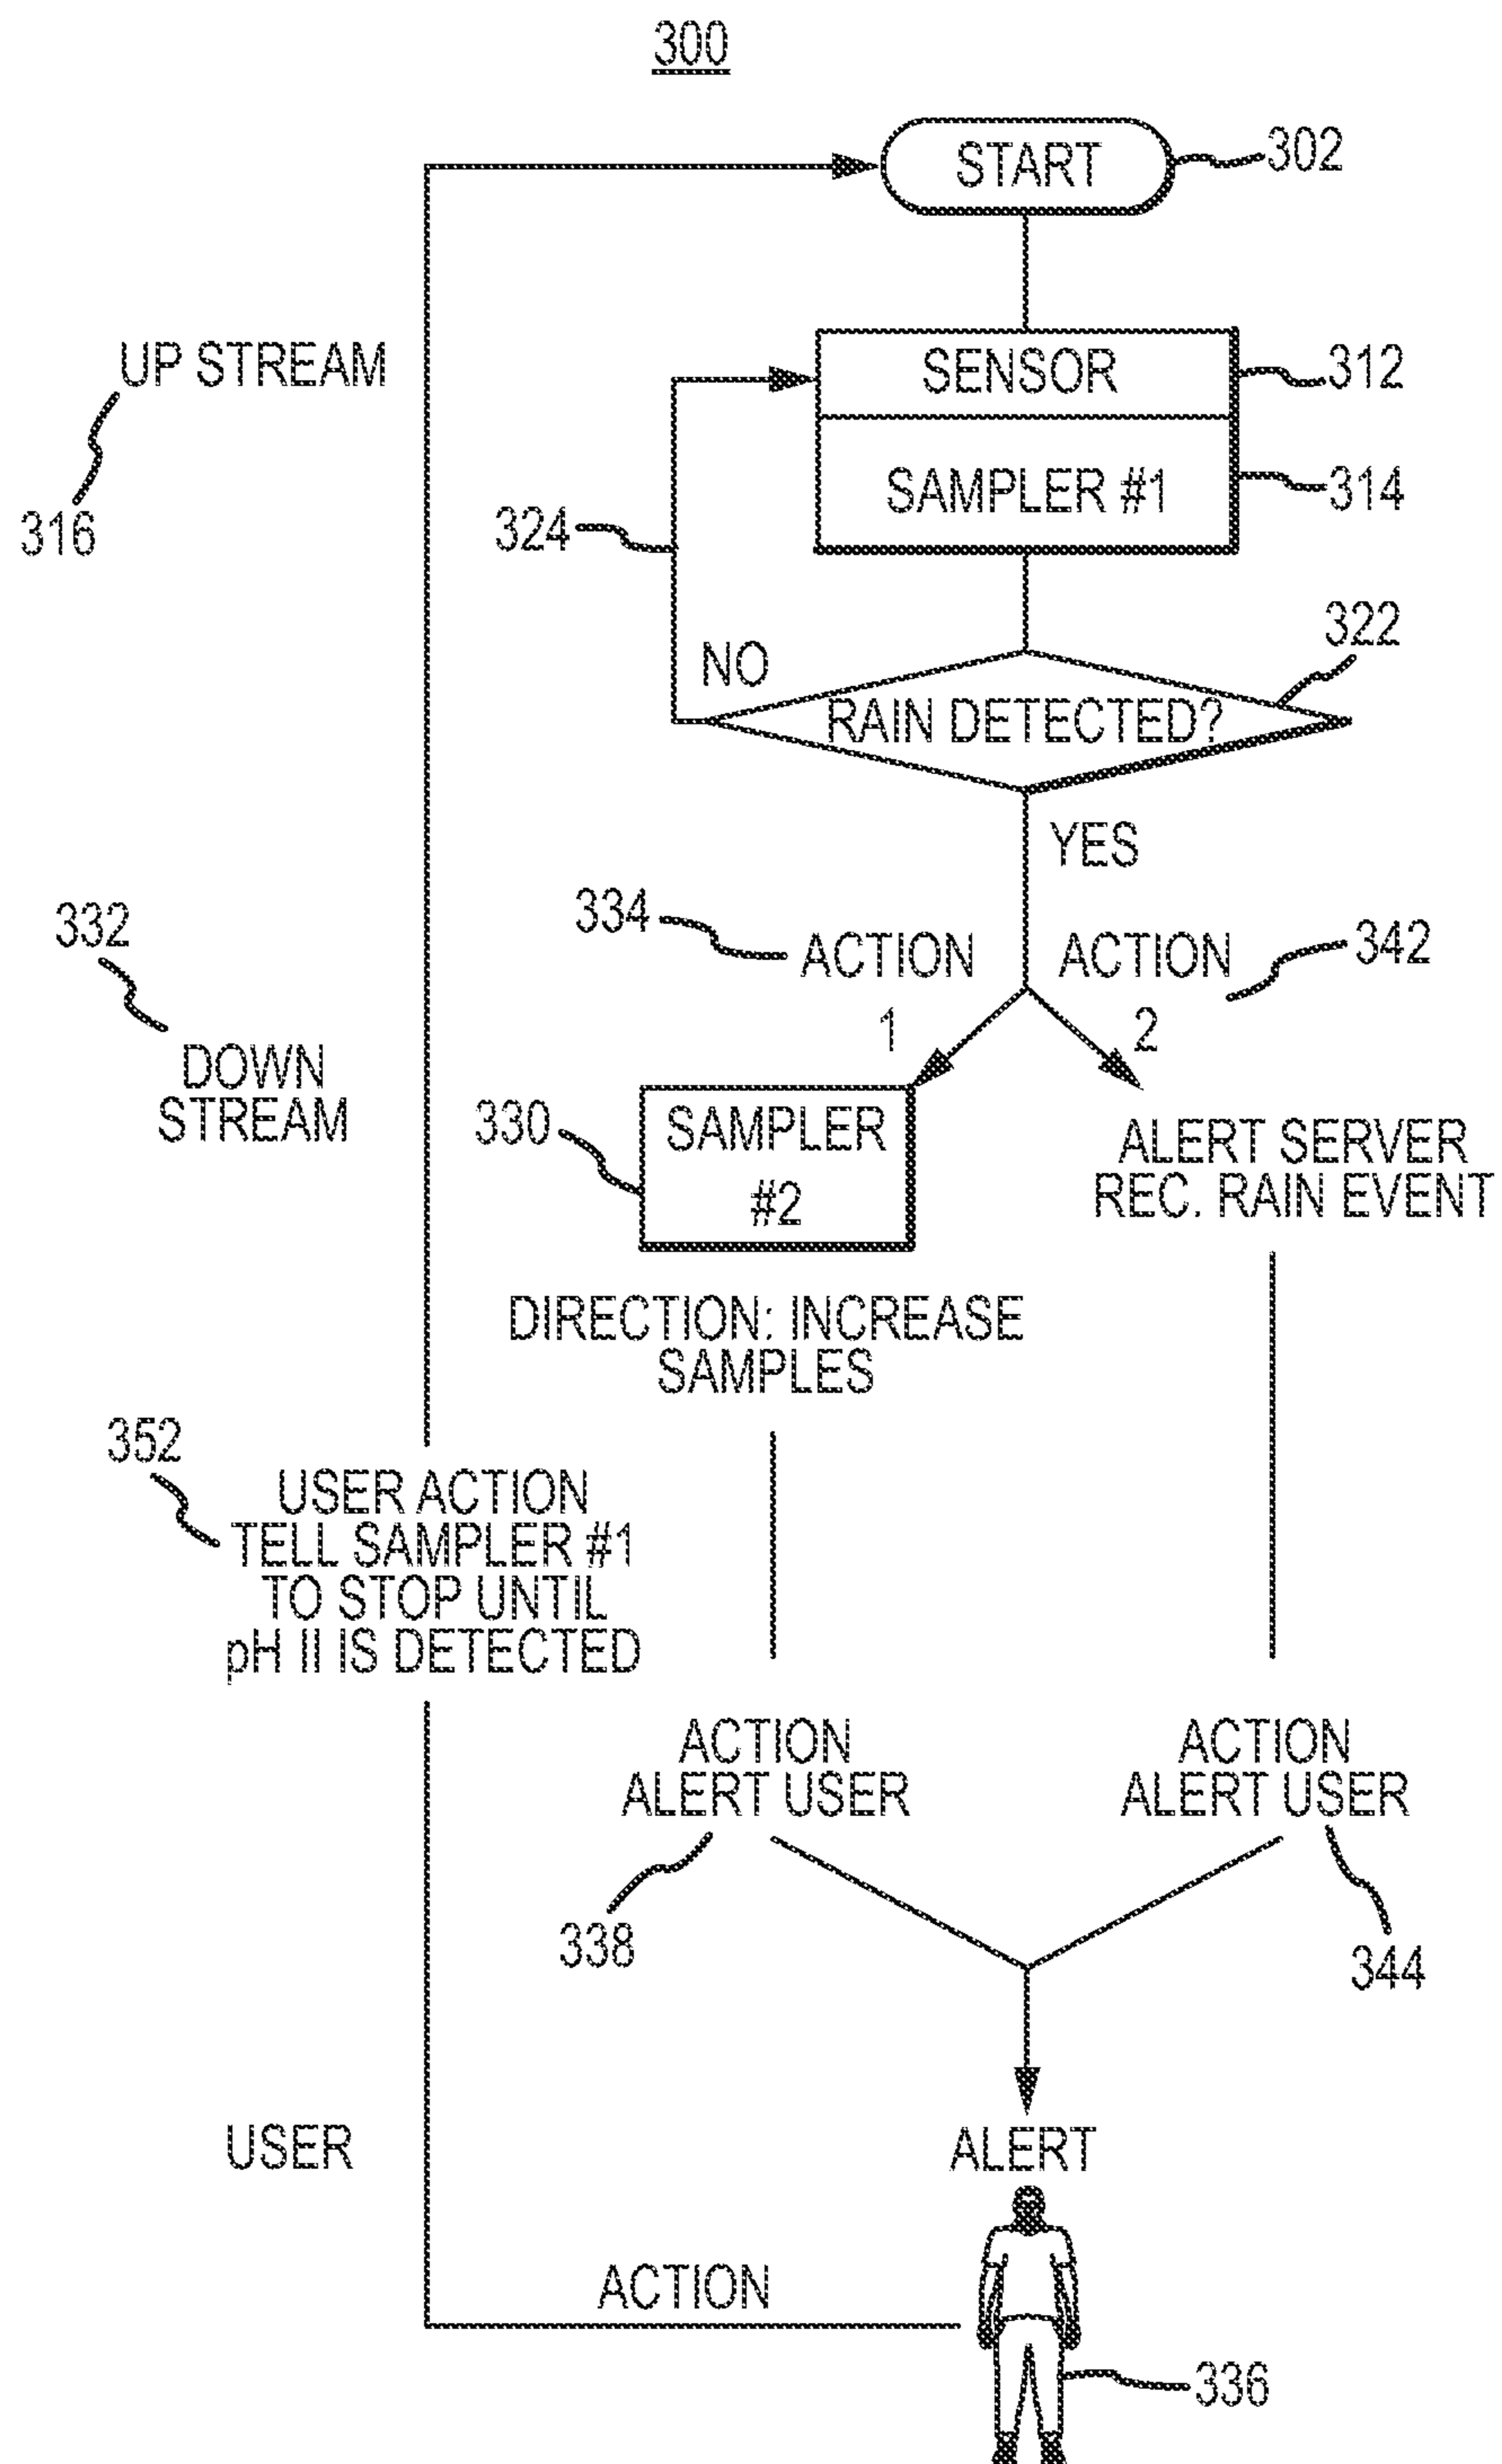 300
START
302
UP STREAM
316
SENSOR
312
SAMPLER #1
314
324
322
NO
RAIN DETECTED?
YES
332
334
ACTION
1
ACTION
2
342
DOWN
STREAM
330
SAMPLER
#2
ALERT SERVER
REC. RAIN EVENT
DIRECTION: INCREASE
SAMPLES
352
USER ACTION
TELL SAMPLER #1
TO STOP UNTIL
pH II IS DETECTED
ACTION
ALERT USER
338
ACTION
ALERT USER
344
USER
ALERT
ACTION
336